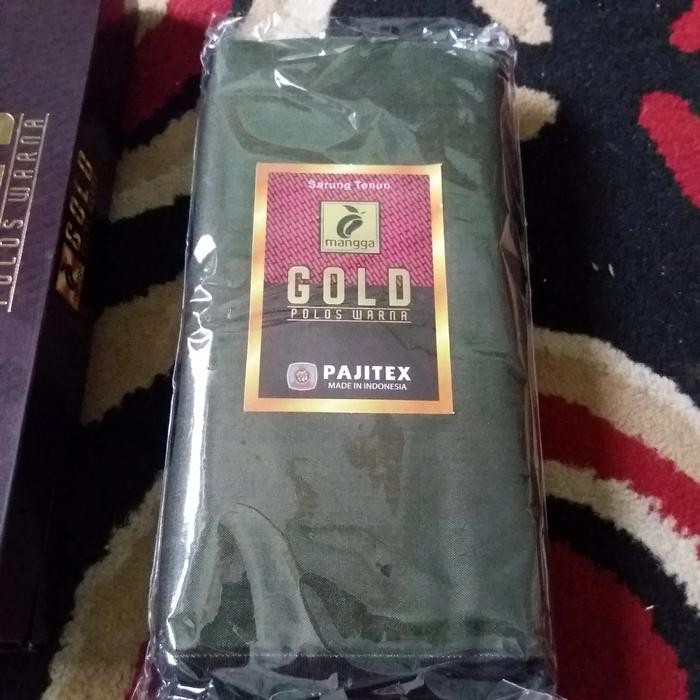 Sarung Tenun
mangga
GOLD
POLOS WARNA
PAJITEX
MADE IN INDONESIA
POLOS WARNA
GOLD